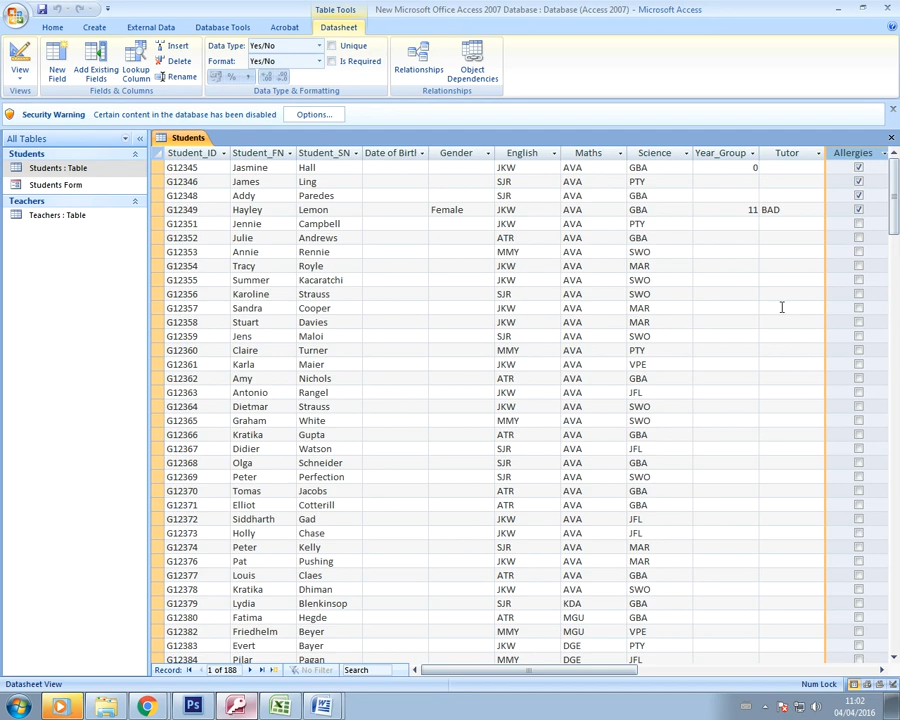 Table Tools
New Microsoft Office Access 2007 Database : Database (Access 2007) - Microsoft Access
Home Create External Data Database Tools Acrobat Datasheet
View New Field Add Existing Fields Lookup Column Insert Delete Rename
Data Type: Yes/No Unique
Format: Yes/No Is Required
Relationships Object Dependencies
Views Fields & Columns Data Type & Formatting Relationships
Security Warning Certain content in the database has been disabled Options...
All Tables
Students
Students : Table
Students Form
Teachers
Teachers : Table
Students
Student_ID Student_FN Student_SN Date of Birtl Gender English Maths Science Year_Group Tutor Allergies
G12345 Jasmine Hall JKW AVA GBA 0
G12346 James Ling SJR AVA PTY
G12348 Addy Paredes SJR AVA GBA
G12349 Hayley Lemon Female JKW AVA GBA 11 BAD
G12351 Jennie Campbell JKW AVA PTY
G12352 Julie Andrews ATR AVA GBA
G12353 Annie Rennie MMY AVA SWO
G12354 Tracy Royle JKW AVA MAR
G12355 Summer Kacaratchi JKW AVA SWO
G12356 Karoline Strauss SJR AVA SWO
G12357 Sandra Cooper JKW AVA MAR
G12358 Stuart Davies JKW AVA MAR
G12359 Jens Maloi SJR AVA SWO
G12360 Claire Turner MMY AVA PTY
G12361 Karla Maier JKW AVA VPE
G12362 Amy Nichols ATR AVA GBA
G12363 Antonio Rangel JKW AVA JFL
G12364 Dietmar Strauss JKW AVA SWO
G12365 Graham White MMY AVA SWO
G12366 Kratika Gupta ATR AVA GBA
G12367 Didier Watson SJR AVA JFL
G12368 Olga Schneider SJR AVA GBA
G12369 Peter Perfection SJR AVA SWO
G12370 Tomas Jacobs ATR AVA GBA
G12371 Elliot Cotterill ATR AVA GBA
G12372 Siddharth Gad JKW AVA JFL
G12373 Holly Chase JKW AVA JFL
G12374 Peter Kelly SJR AVA MAR
G12376 Pat Pushing JKW AVA MAR
G12377 Louis Claes ATR AVA GBA
G12378 Kratika Dhiman JKW AVA SWO
G12379 Lydia Blenkinsop SJR KDA GBA
G12380 Fatima Hegde ATR MGU GBA
G12382 Friedhelm Beyer MMY MGU VPE
G12383 Evert Bayer JKW DGE PTY
G12384 Pilar Pagan MMY DGE JFL
Record: 1 of 188 No Filter Search
Datasheet View Num Lock
11:02
04/04/2016